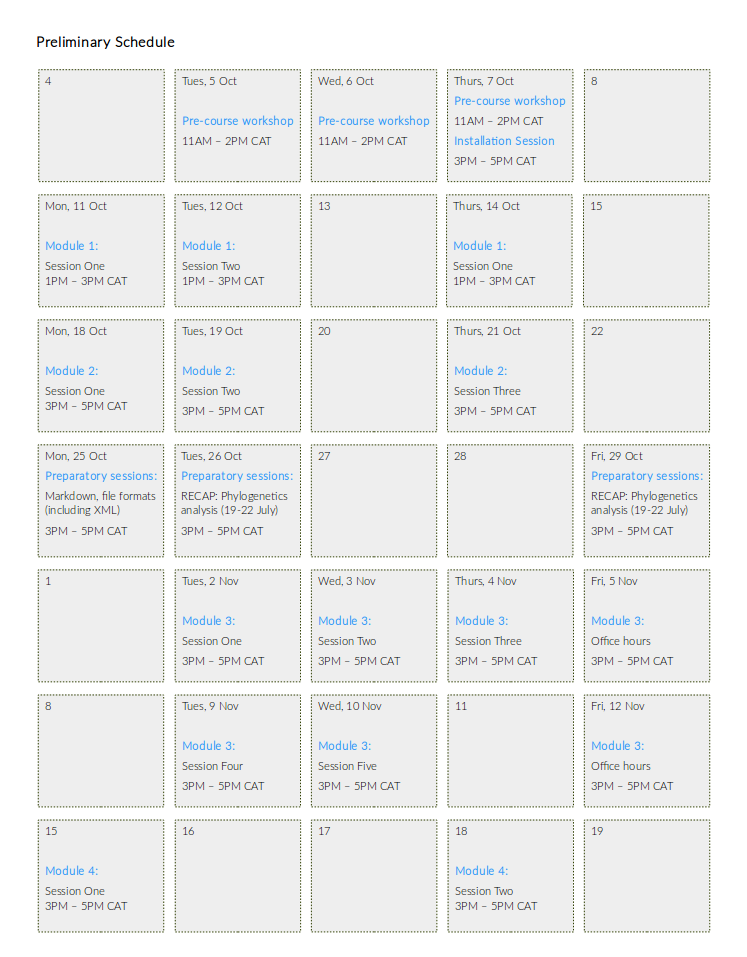 Preliminary Schedule
4
Tues, 5 Oct
Pre-course workshop
11AM – 2PM CAT
Wed, 6 Oct
Pre-course workshop
11AM – 2PM CAT
Thurs, 7 Oct
Pre-course workshop
11AM – 2PM CAT
Installation Session
3PM – 5PM CAT
8
Mon, 11 Oct
Module 1:
Session One
1PM – 3PM CAT
Tues, 12 Oct
Module 1:
Session Two
1PM – 3PM CAT
13
Thurs, 14 Oct
Module 1:
Session One
1PM – 3PM CAT
15
Mon, 18 Oct
Module 2:
Session One
3PM – 5PM CAT
Tues, 19 Oct
Module 2:
Session Two
3PM – 5PM CAT
20
Thurs, 21 Oct
Module 2:
Session Three
3PM – 5PM CAT
22
Mon, 25 Oct
Preparatory sessions:
Markdown, file formats
(including XML)
3PM – 5PM CAT
Tues, 26 Oct
Preparatory sessions:
RECAP: Phylogenetics
analysis (19-22 July)
3PM – 5PM CAT
27
28
Fri, 29 Oct
Preparatory sessions:
RECAP: Phylogenetics
analysis (19-22 July)
3PM – 5PM CAT
1
Tues, 2 Nov
Module 3:
Session One
3PM – 5PM CAT
Wed, 3 Nov
Module 3:
Session Two
3PM – 5PM CAT
Thurs, 4 Nov
Module 3:
Session Three
3PM – 5PM CAT
Fri, 5 Nov
Module 3:
Office hours
3PM – 5PM CAT
8
Tues, 9 Nov
Module 3:
Session Four
3PM – 5PM CAT
Wed, 10 Nov
Module 3:
Session Five
3PM – 5PM CAT
11
Fri, 12 Nov
Module 3:
Office hours
3PM – 5PM CAT
15
Module 4:
Session One
3PM – 5PM CAT
16
17
18
Module 4:
Session Two
3PM – 5PM CAT
19